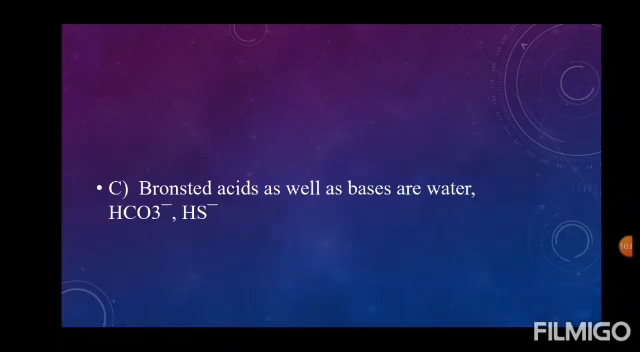 • C) Bronsted acids as well as bases are water,
HCO3¯, HS¯
FILMIGO